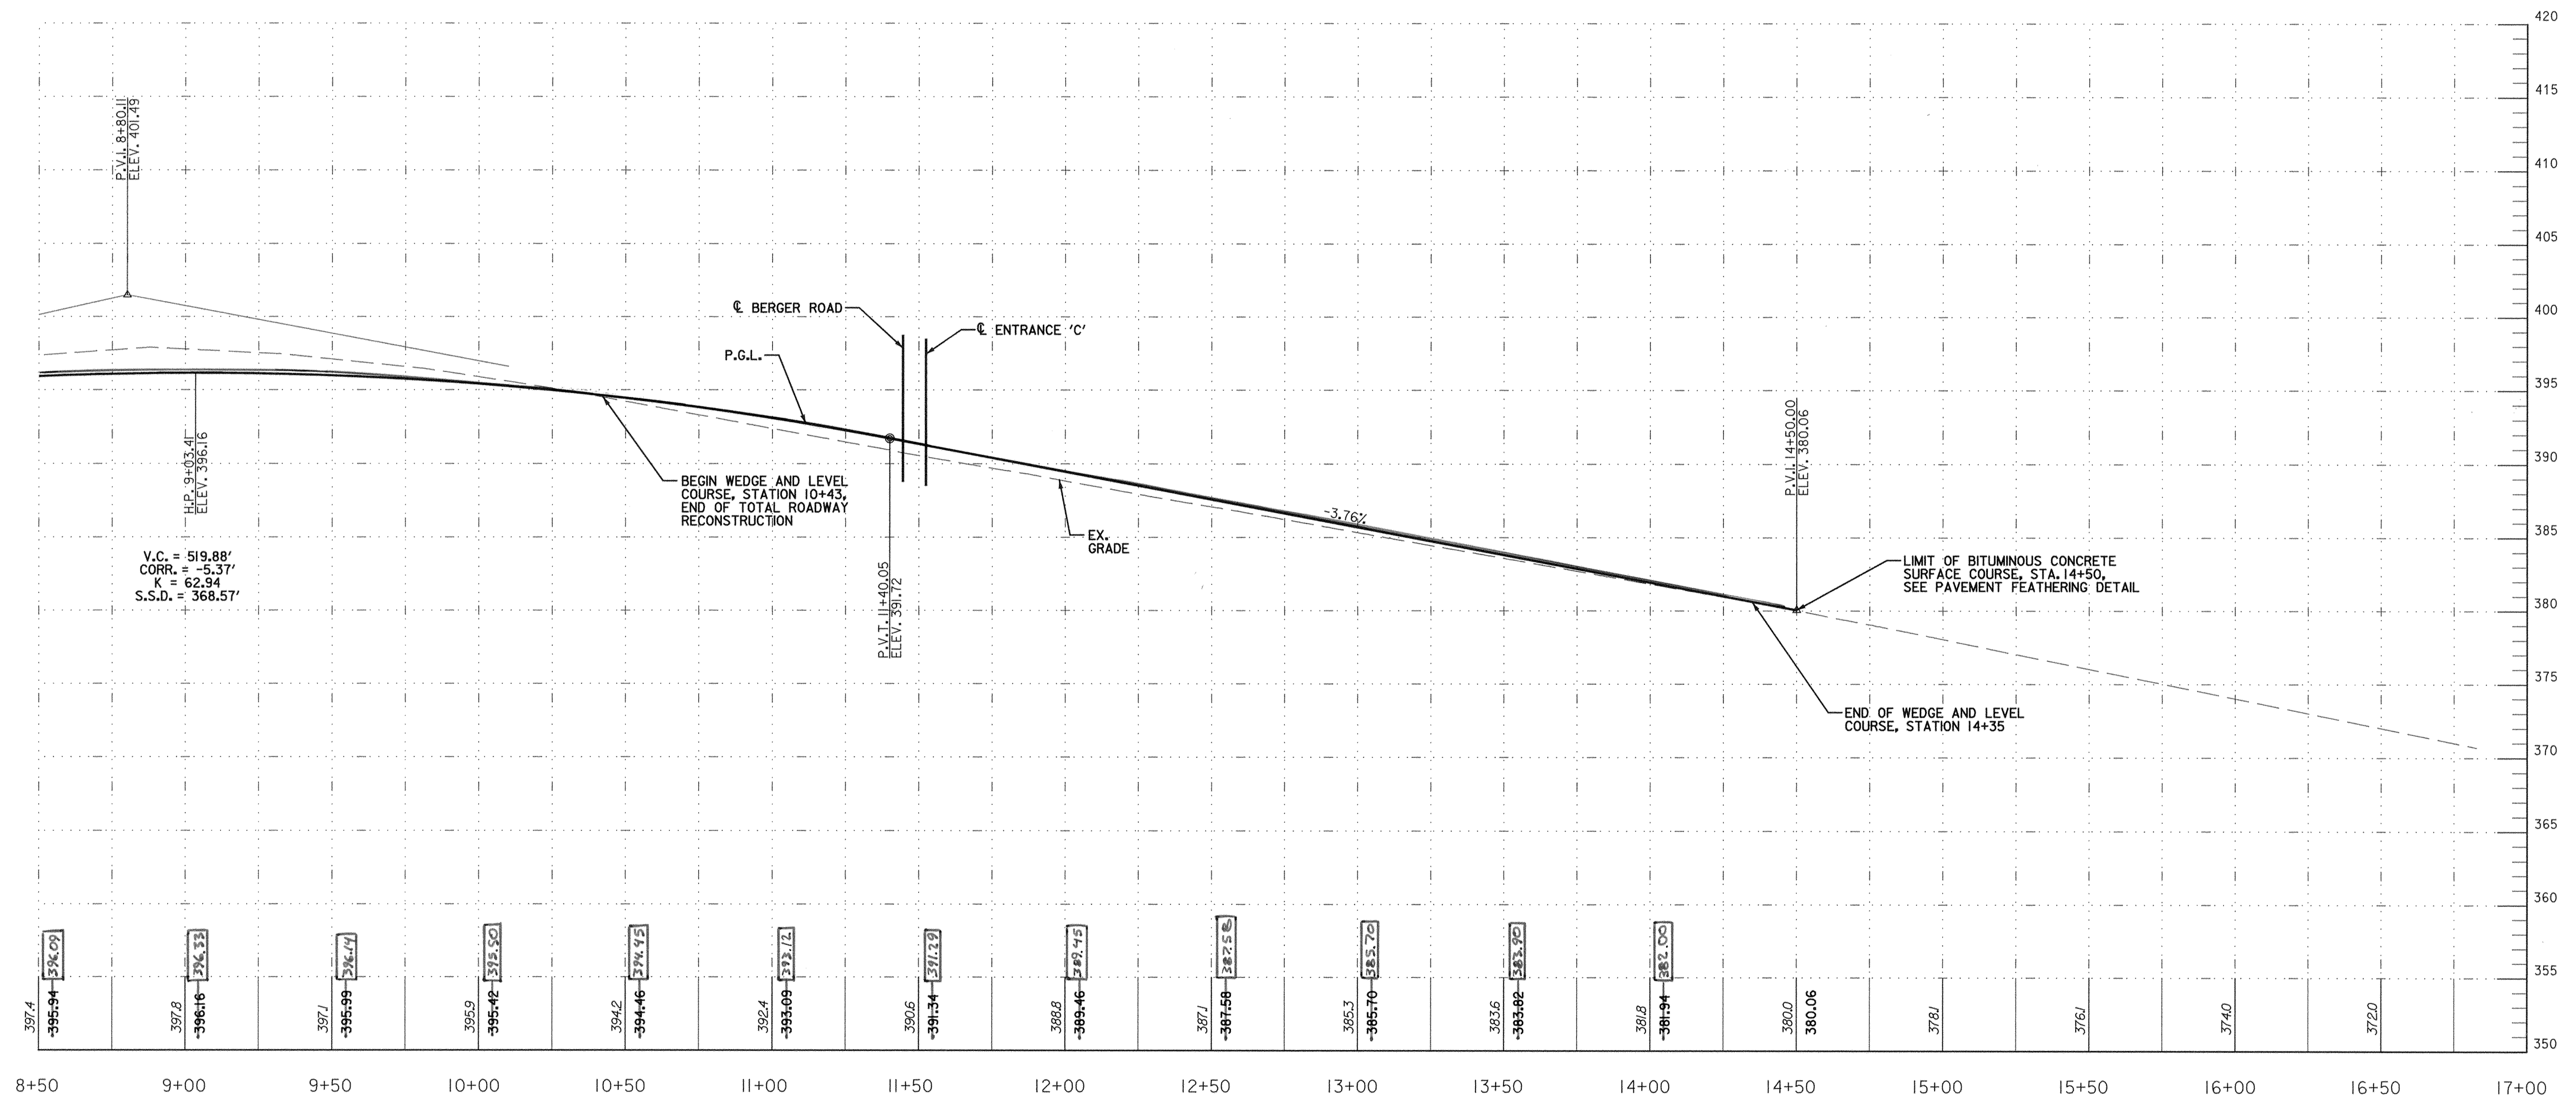 420
415
410
405
400
395
390
385
380
375
370
365
360
355
350
P.V.I. 8+80.11
ELEV. 401.49
℄ BERGER ROAD
℄ ENTRANCE 'C'
P.G.L.
H.P. 9+03.41
ELEV. 396.16
BEGIN WEDGE AND LEVEL
COURSE, STATION 10+43,
END OF TOTAL ROADWAY
RECONSTRUCTION
V.C. = 519.88'
CORR. = -5.37'
K = 62.94
S.S.D. = 368.57'
P.V.T. 11+40.05
ELEV. 391.72
EX.
GRADE
-3.76%
P.V.I. 14+50.00
ELEV. 380.06
LIMIT OF BITUMINOUS CONCRETE
SURFACE COURSE, STA. 14+50,
SEE PAVEMENT FEATHERING DETAIL
END OF WEDGE AND LEVEL
COURSE, STATION 14+35
396.09
396.33
396.14
395.50
394.45
393.12
391.29
389.45
387.58
385.70
383.90
382.00
397.4
395.94
397.8
396.16
397.1
395.99
395.9
395.42
394.2
394.46
392.4
393.09
390.6
391.34
388.8
389.46
387.1
387.58
385.3
385.70
383.6
383.82
381.8
381.94
380.0
380.06
378.1
376.1
374.0
372.0
8+50
9+00
9+50
10+00
10+50
11+00
11+50
12+00
12+50
13+00
13+50
14+00
14+50
15+00
15+50
16+00
16+50
17+00